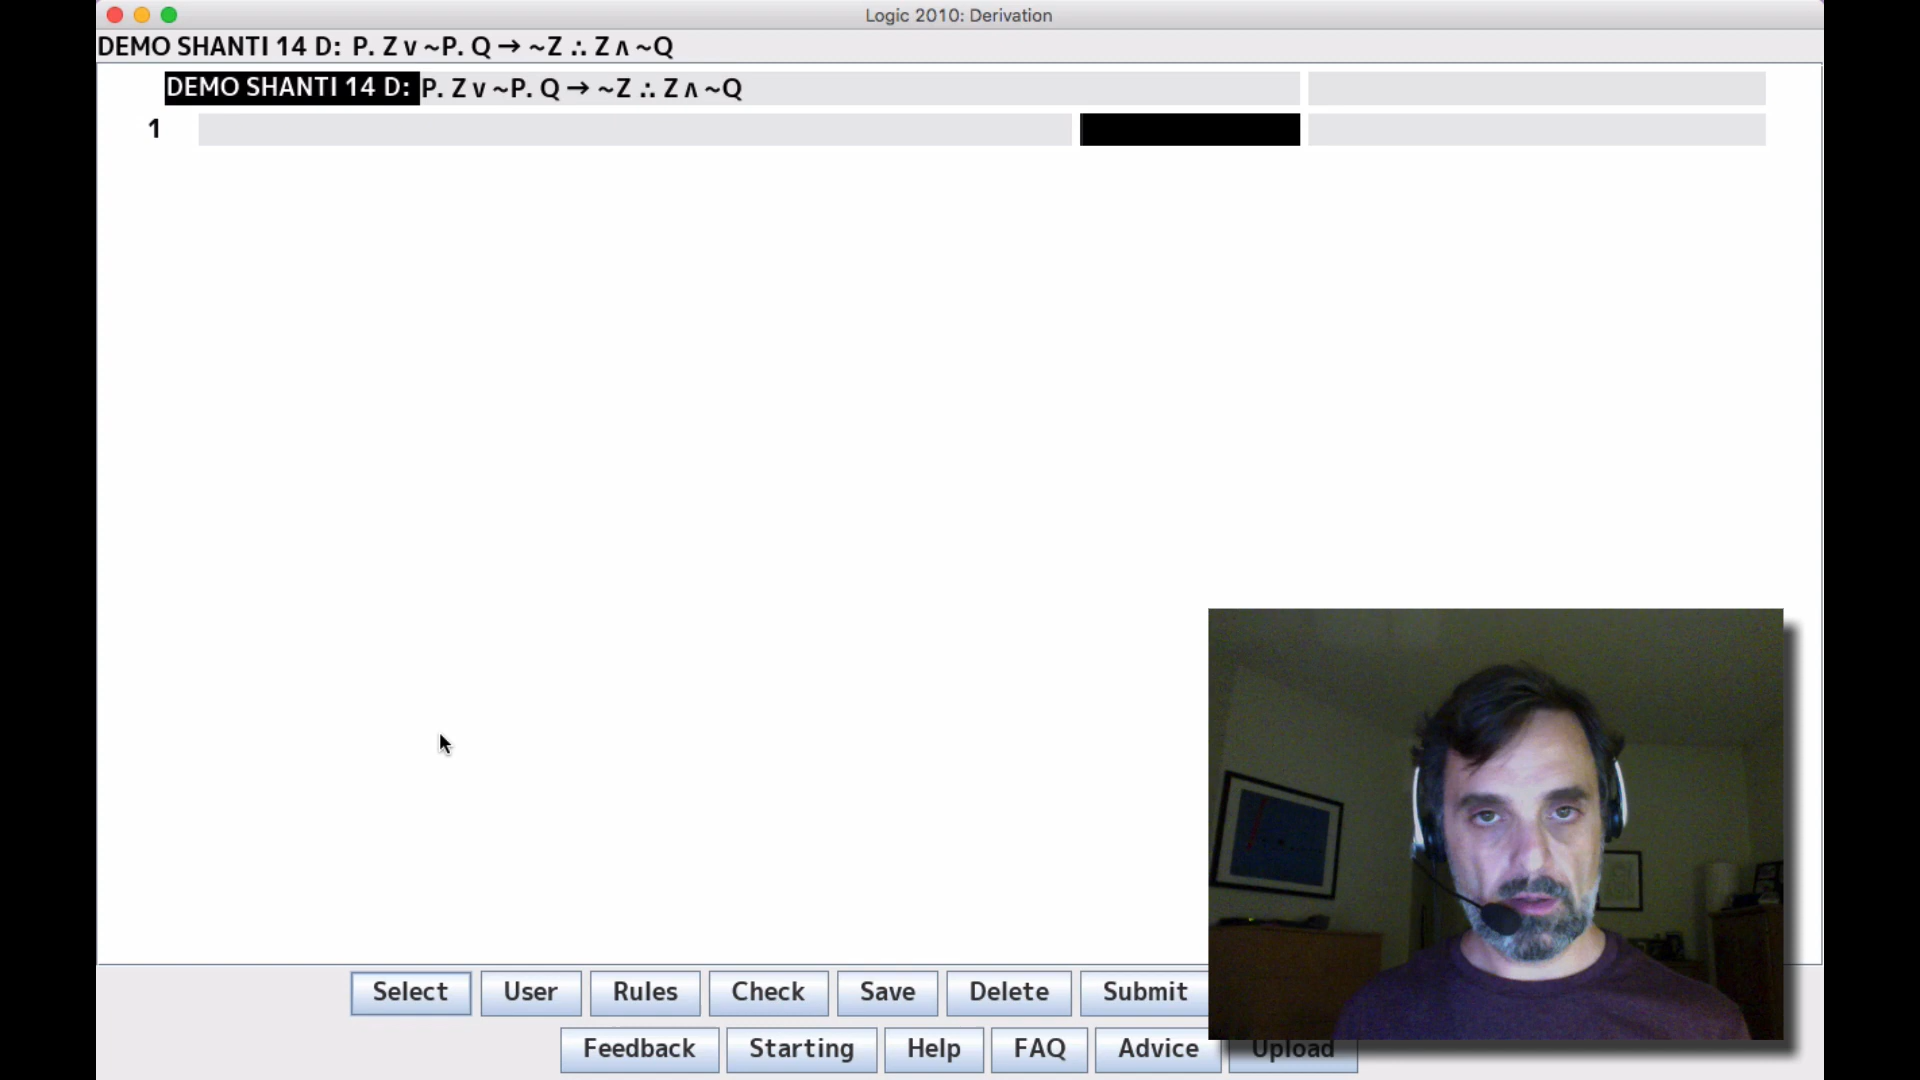 Logic 2010: Derivation
DEMO SHANTI 14 D: P. Z ∨ ~P. Q → ~Z ∴ Z ∧ ~Q
DEMO SHANTI 14 D: P. Z ∨ ~P. Q → ~Z ∴ Z ∧ ~Q
1
Select User Rules Check Save Delete Submit
Feedback Starting Help FAQ Advice Upload